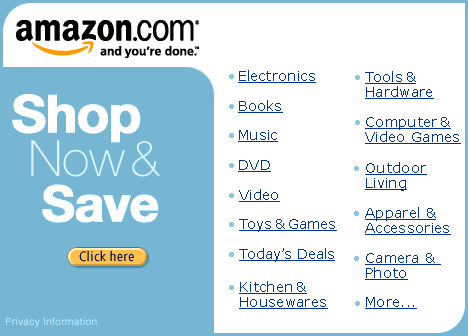 amazon.com®
and you're done.™
Shop
Now &
Save
Click here
Privacy Information
Electronics
Books
Music
DVD
Video
Toys & Games
Today's Deals
Kitchen &
Housewares
Tools &
Hardware
Computer &
Video Games
Outdoor
Living
Apparel &
Accessories
Camera &
Photo
More...